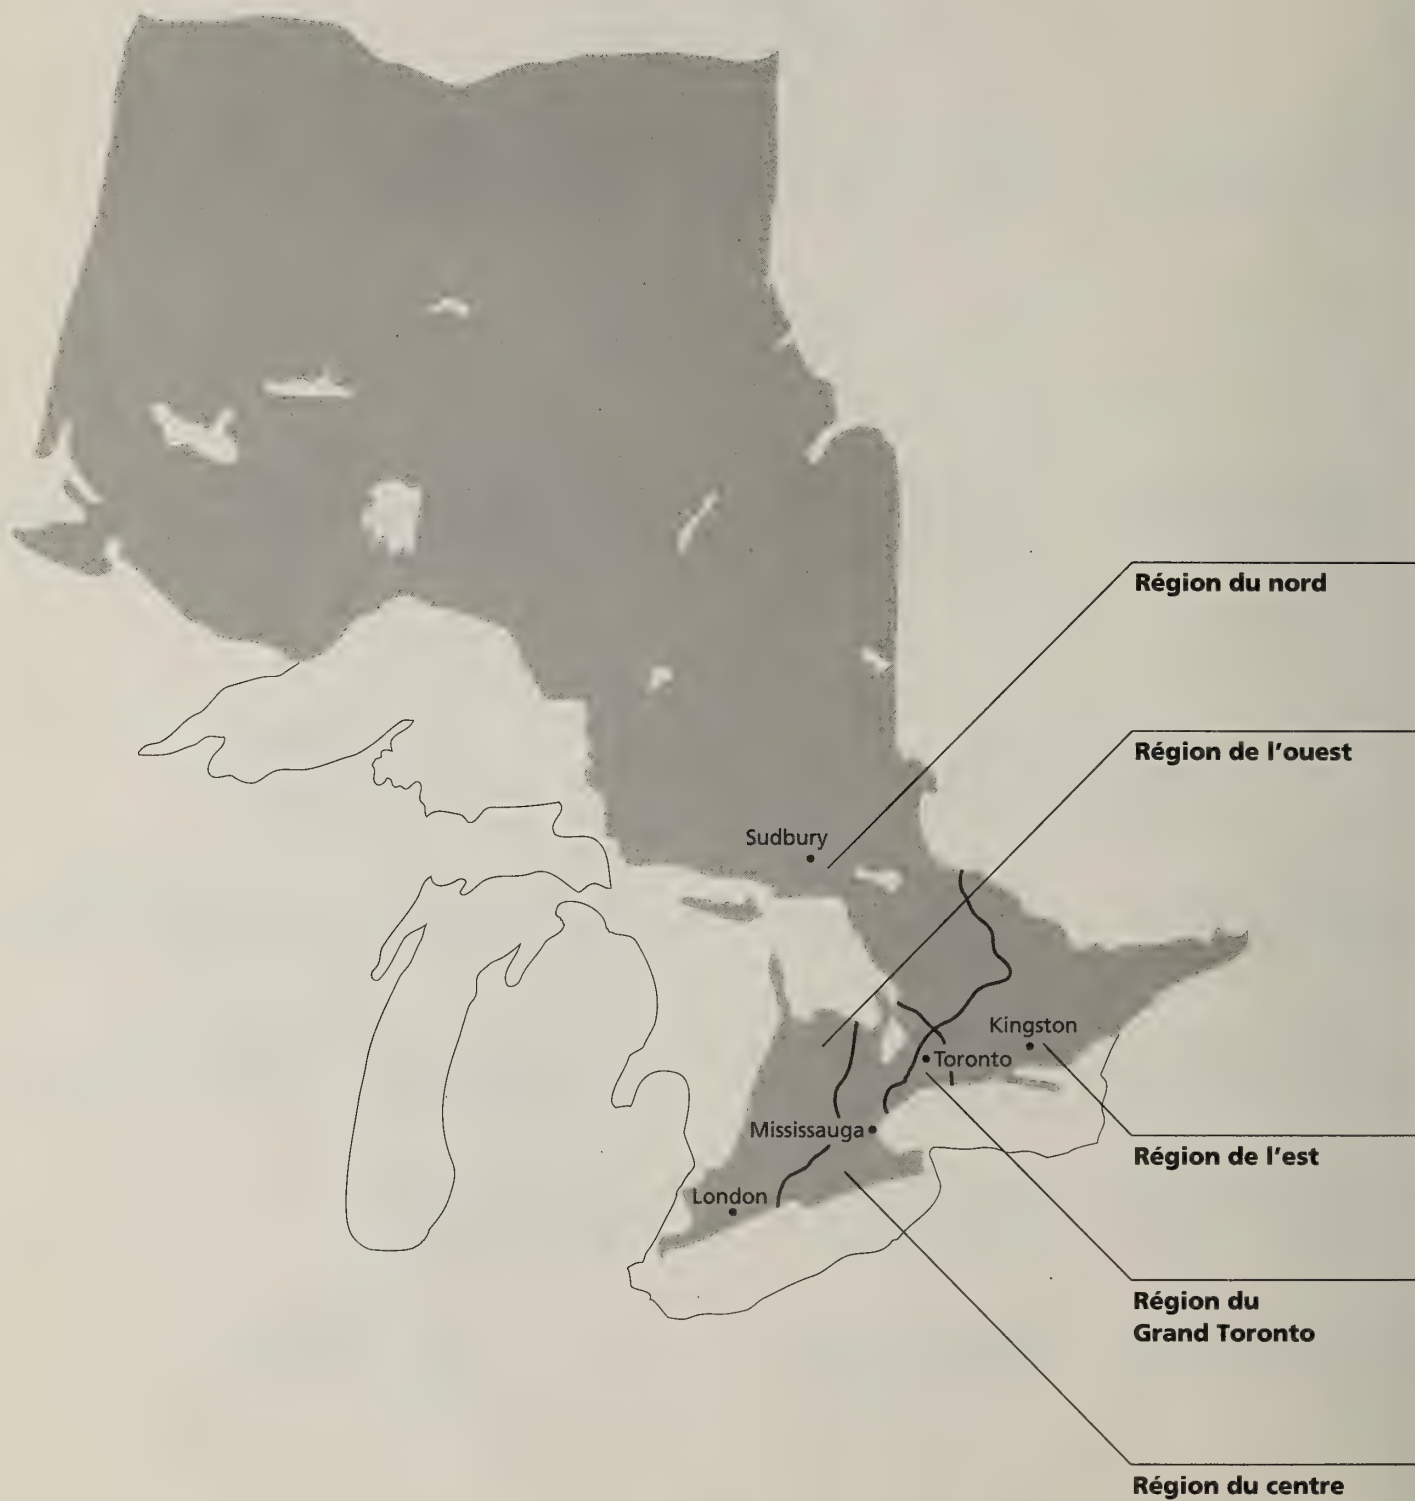 Région du nord
Région de l'ouest
Sudbury
Kingston
Toronto
Mississauga
Région de l'est
London
Région du
Grand Toronto
Région du centre